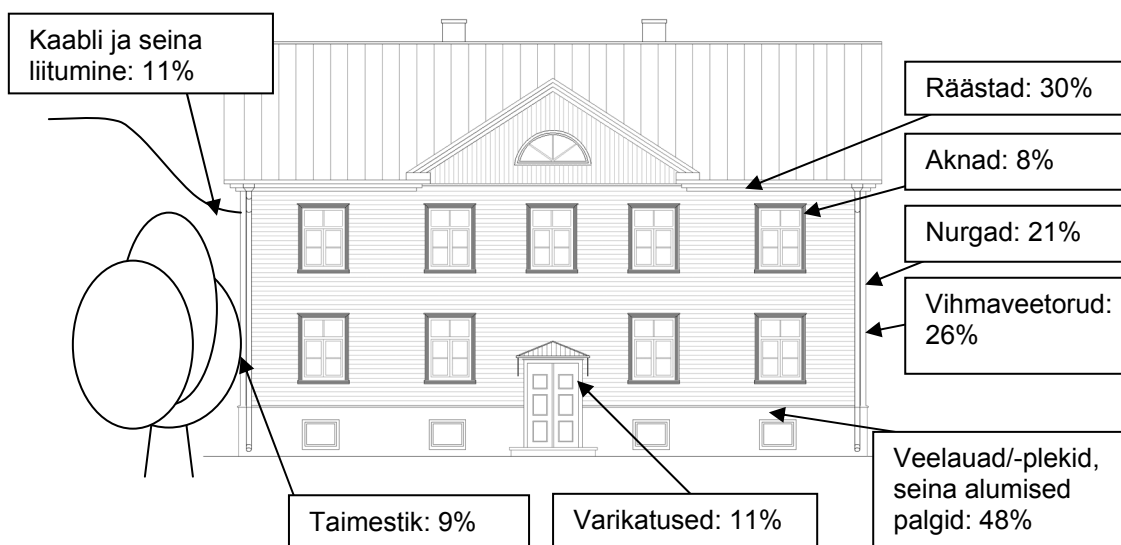 Kaabli ja seina
liitumine: 11%
Räästad: 30%
Aknad: 8%
Nurgad: 21%
Vihmaveetorud:
26%
Veelauad/-plekid,
seina alumised
palgid: 48%
Varikatused: 11%
Taimestik: 9%